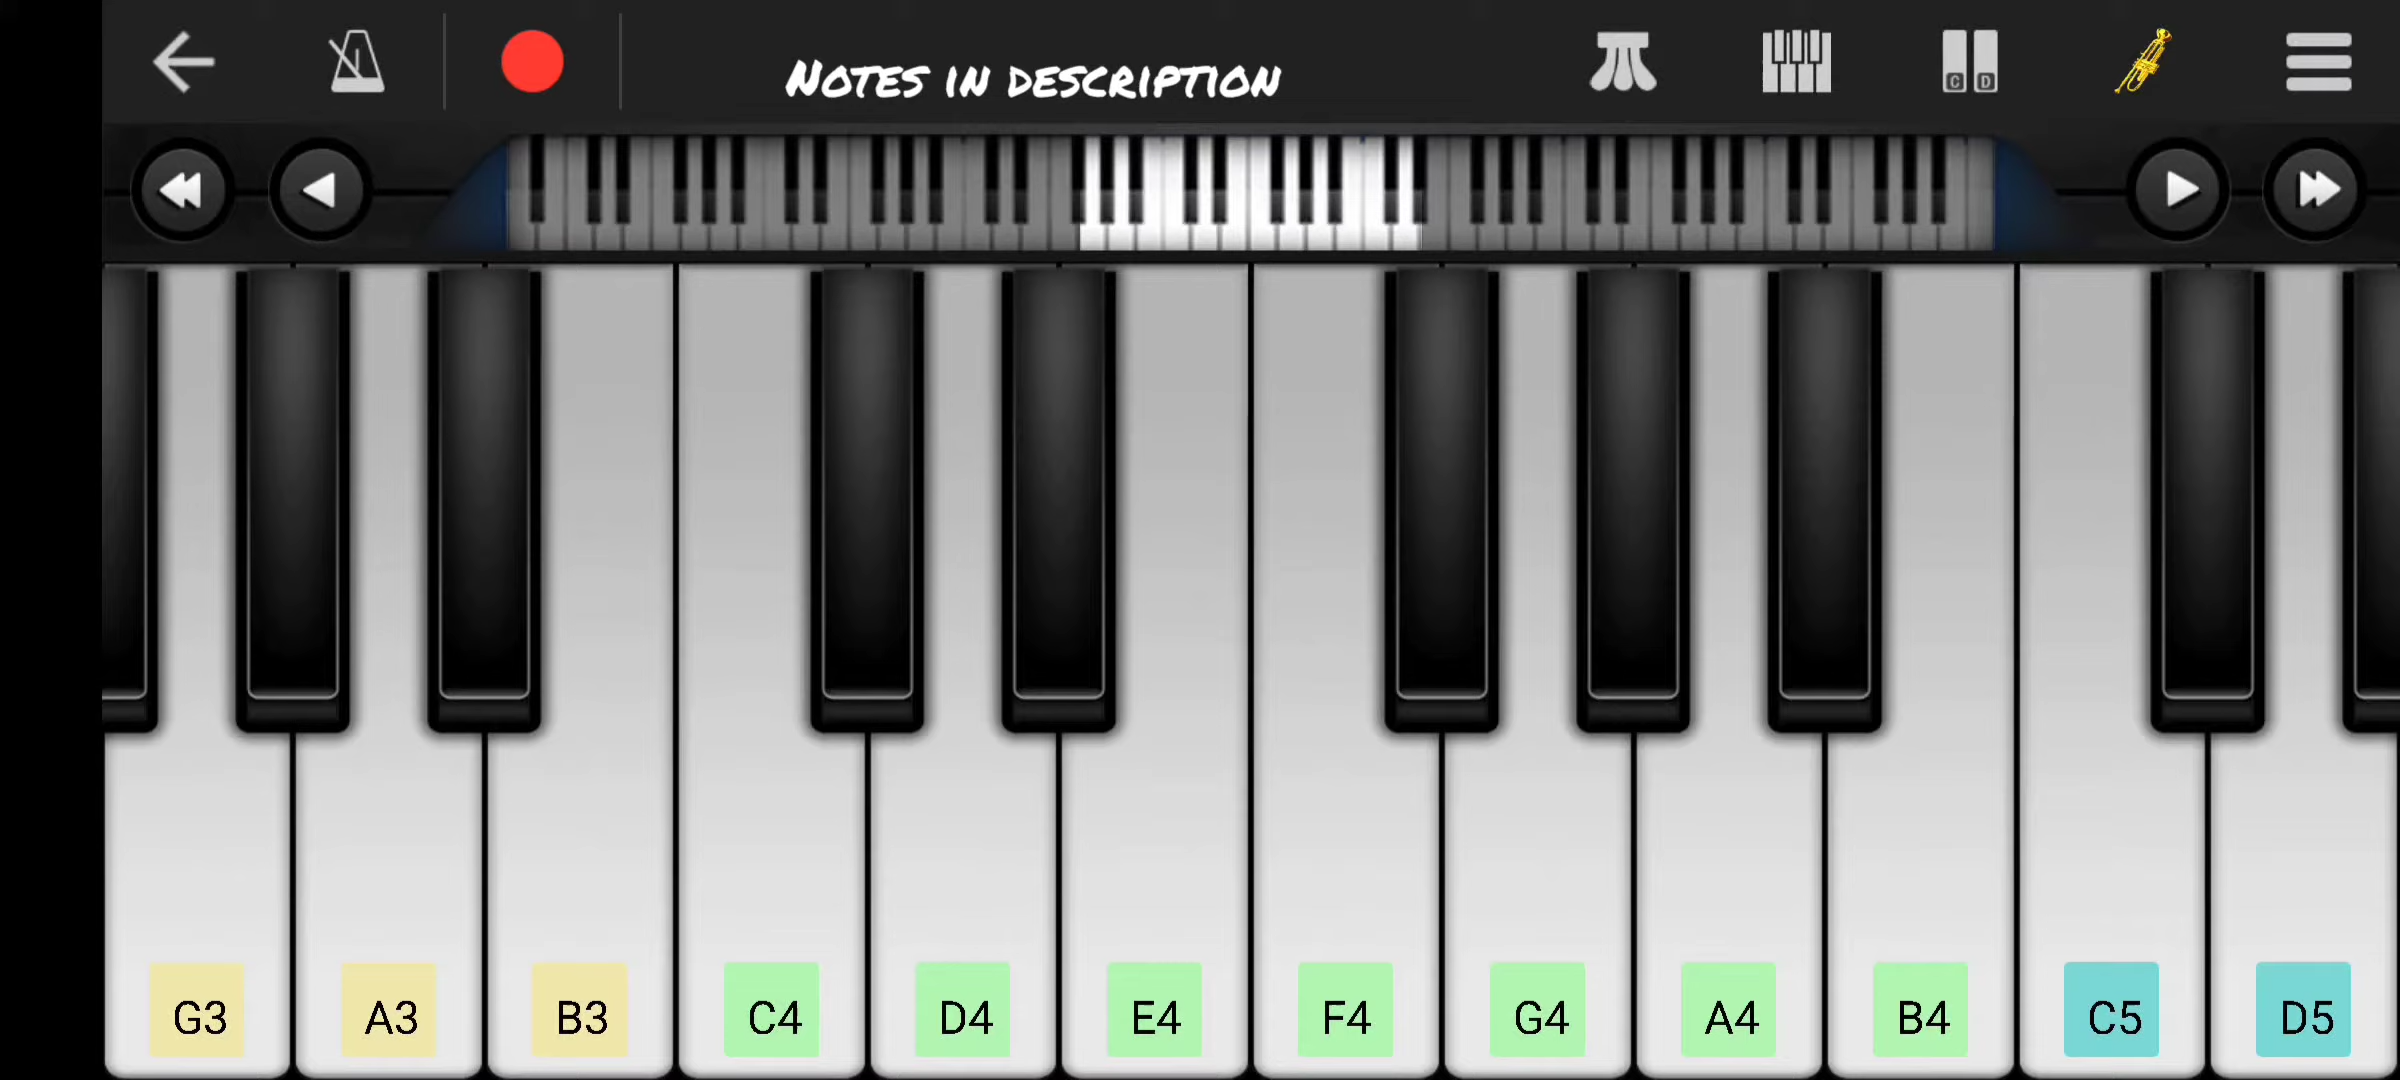 NOTES IN DESCRIPTION
C D
G3 A3 B3 C4 D4 E4 F4 G4 A4 B4 C5 D5